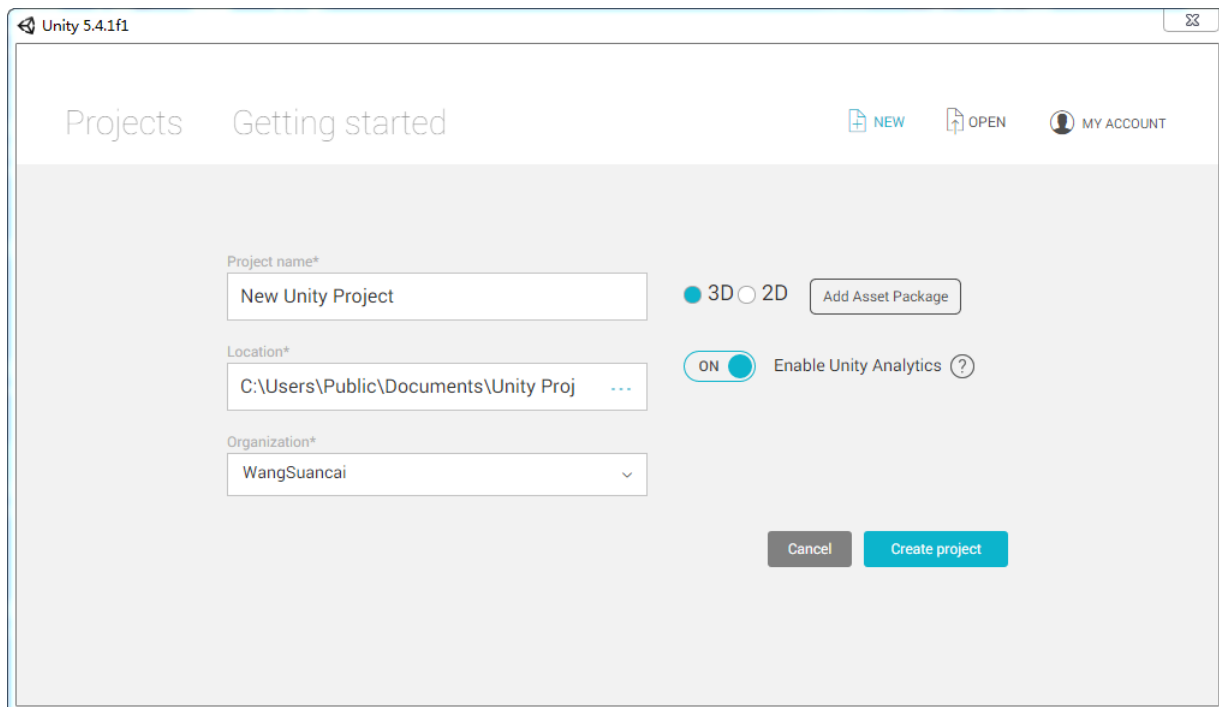 Unity 5.4.1f1
Projects Getting started NEW OPEN MY ACCOUNT
Project name*
New Unity Project 3D 2D Add Asset Package
Location*
C:\Users\Public\Documents\Unity Proj ... ON Enable Unity Analytics ?
Organization*
WangSuancai
Cancel Create project